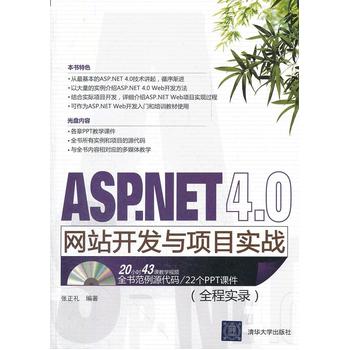 本书特色
• 从最基本的ASP.NET 4.0技术讲起，循序渐进
• 以大量的实例介绍ASP.NET 4.0 Web开发方法
• 结合实际项目开发，详细介绍ASP.NET Web项目实现过程
• 可作为ASP.NET Web开发入门和培训教材使用
光盘内容
• 各章PPT教学课件
• 全书所有实例和项目的源代码
• 与全书内容相对应的多媒体教学
ASP.NET 4.0
网站开发与项目实战
20小时43课教学视频
全书范例源代码/22个PPT课件
（全程实录）
张正礼 编著
清华大学出版社